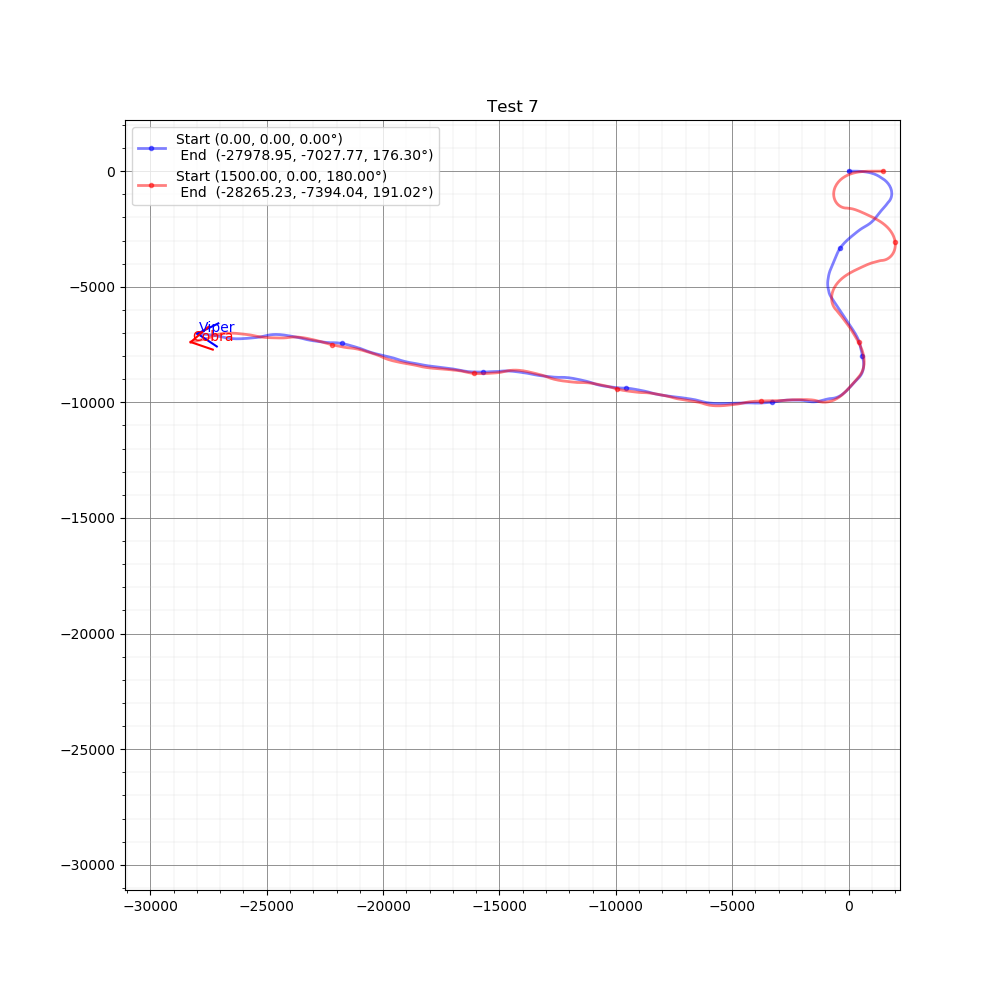 Test 7
Start (0.00, 0.00, 0.00°)
End (-27978.95, -7027.77, 176.30°)
Start (1500.00, 0.00, 180.00°)
End (-28265.23, -7394.04, 191.02°)
0
−5000
−10000
−15000
−20000
−25000
−30000
Viper
Cobra
−30000 −25000 −20000 −15000 −10000 −5000 0